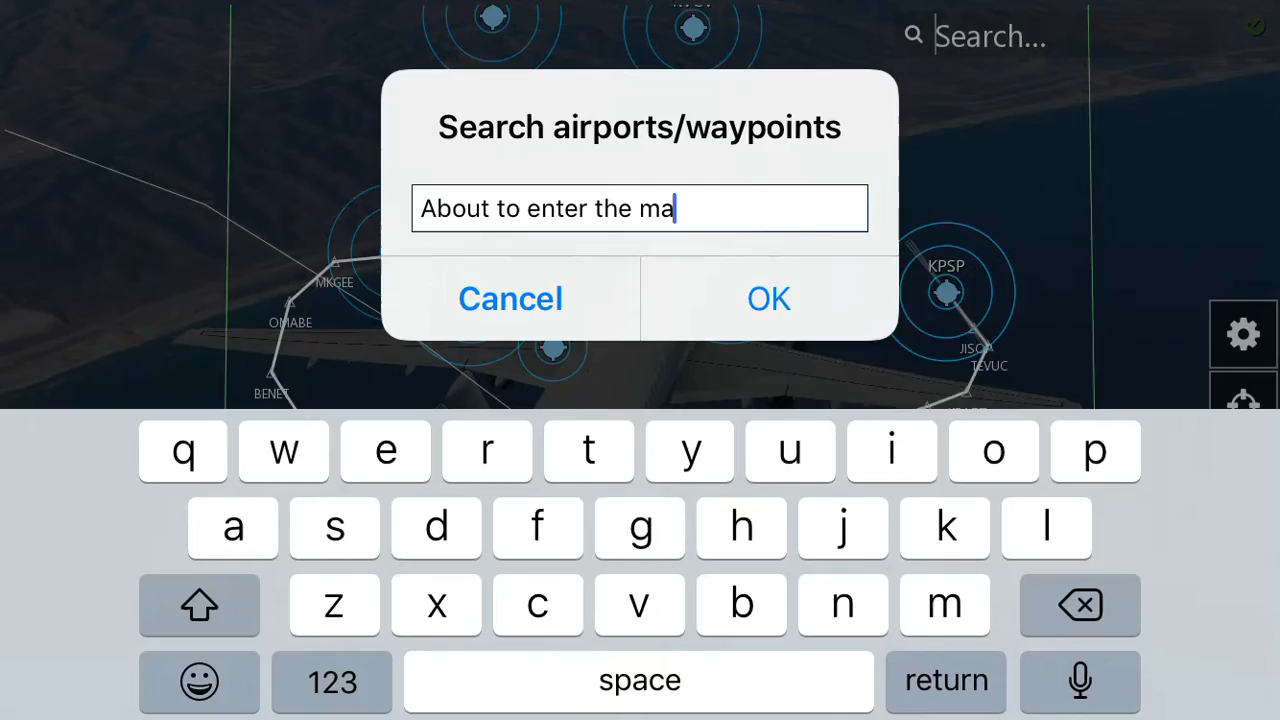 Search...
Search airports/waypoints
About to enter the ma
Cancel
OK
MKGEE
OMABE
BENET
KPSP
TEVUC
q w e r t y u i o p
a s d f g h j k l
z x c v b n m
123
space
return